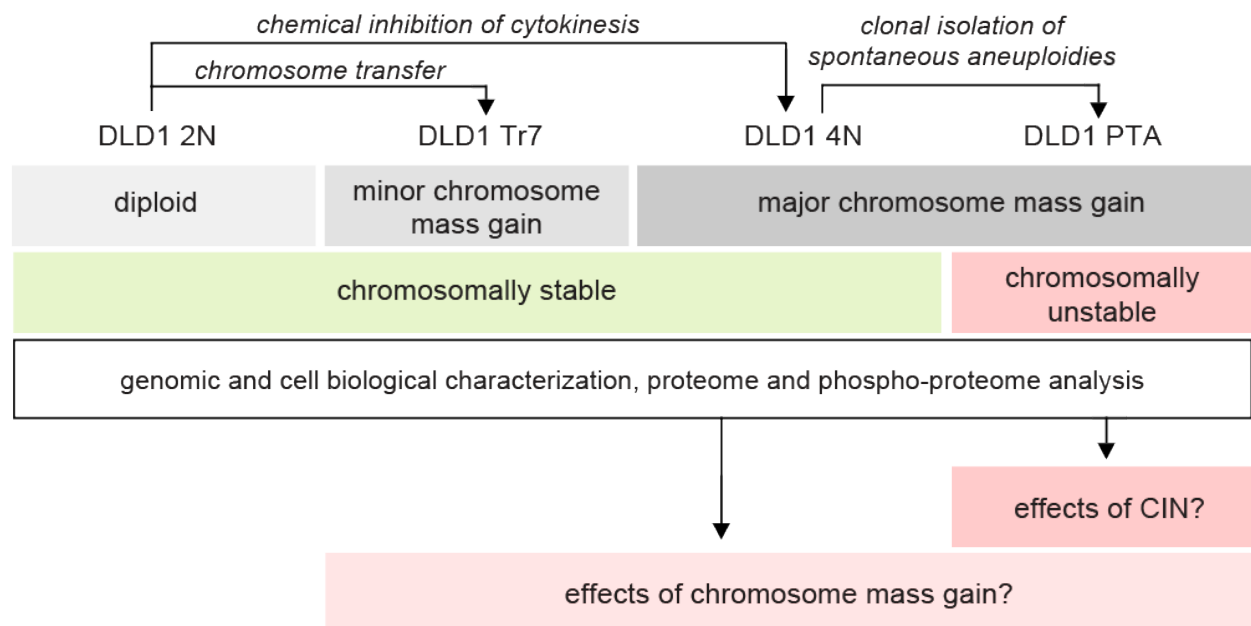 chemical inhibition of cytokinesis
clonal isolation of
spontaneous aneuploidies
chromosome transfer
DLD1 2N
DLD1 Tr7
DLD1 4N
DLD1 PTA
diploid
minor chromosome
mass gain
major chromosome mass gain
chromosomally stable
chromosomally
unstable
genomic and cell biological characterization, proteome and phospho-proteome analysis
effects of CIN?
effects of chromosome mass gain?